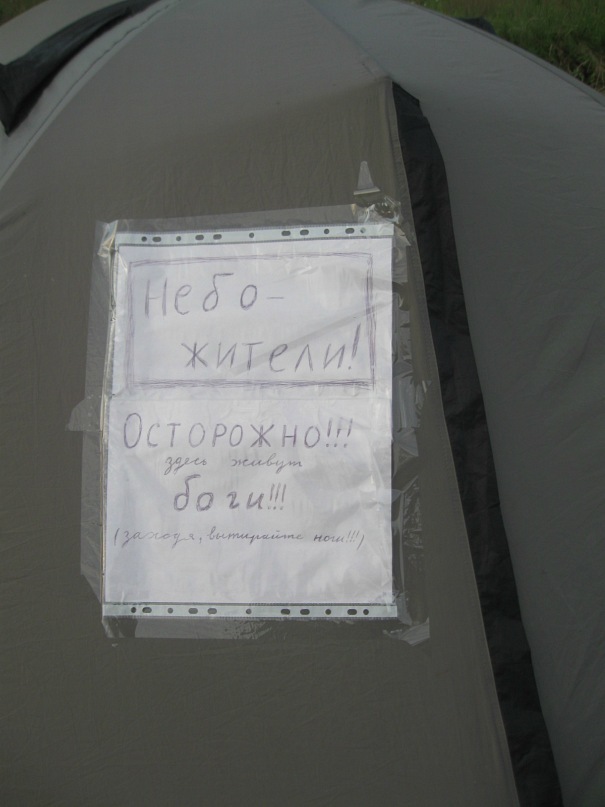 Небо-
жители!
Осторожно!!!
здесь живут
боги!!!
(заходя, вытирайте ноги!!!)